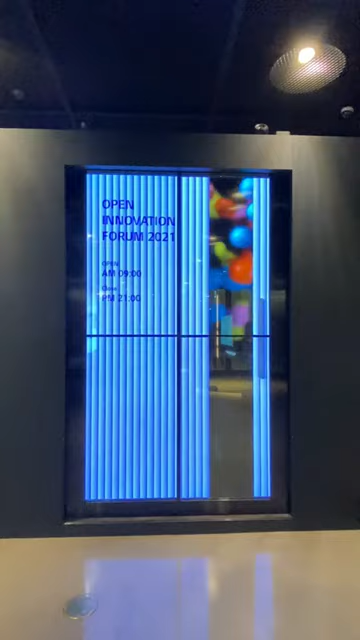 OPEN
INNOVATION
FORUM 2021
OPEN
AM 09:00
Close
PM 21:00